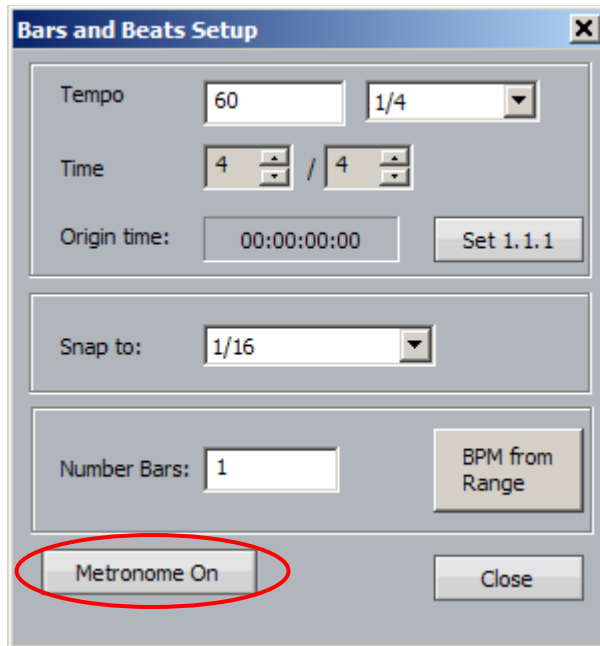 Bars and Beats Setup
Tempo 60 1/4
Time 4 / 4
Origin time: 00:00:00:00 Set 1.1.1
Snap to: 1/16
Number Bars: 1 BPM from
Range
Metronome On Close